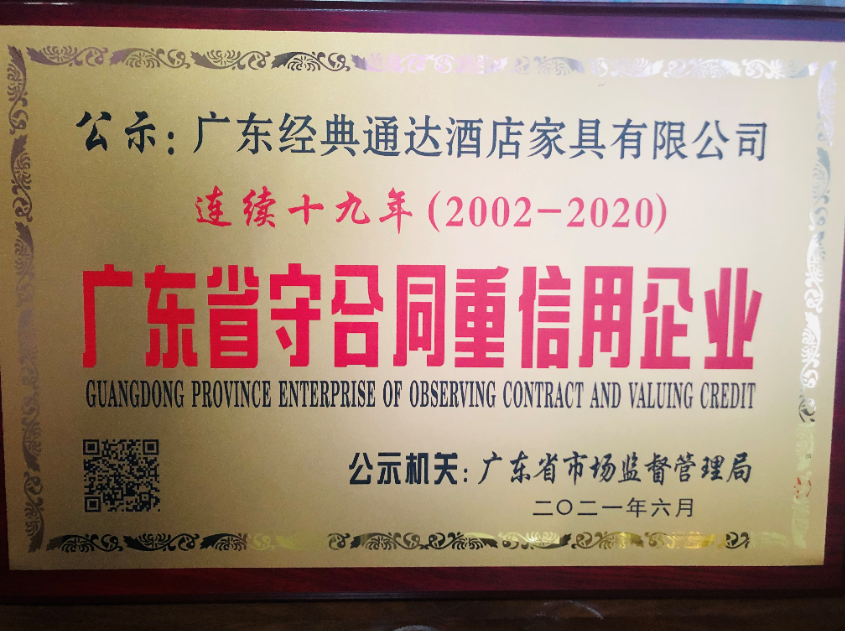 公示：广东经典通达酒店家具有限公司
连续十九年(2002-2020)
广东省守合同重信用企业
GUANGDONG PROVINCE ENTERPRISE OF OBSERVING CONTRACT AND VALUING CREDIT
公示机关：广东省市场监督管理局
二〇二一年六月